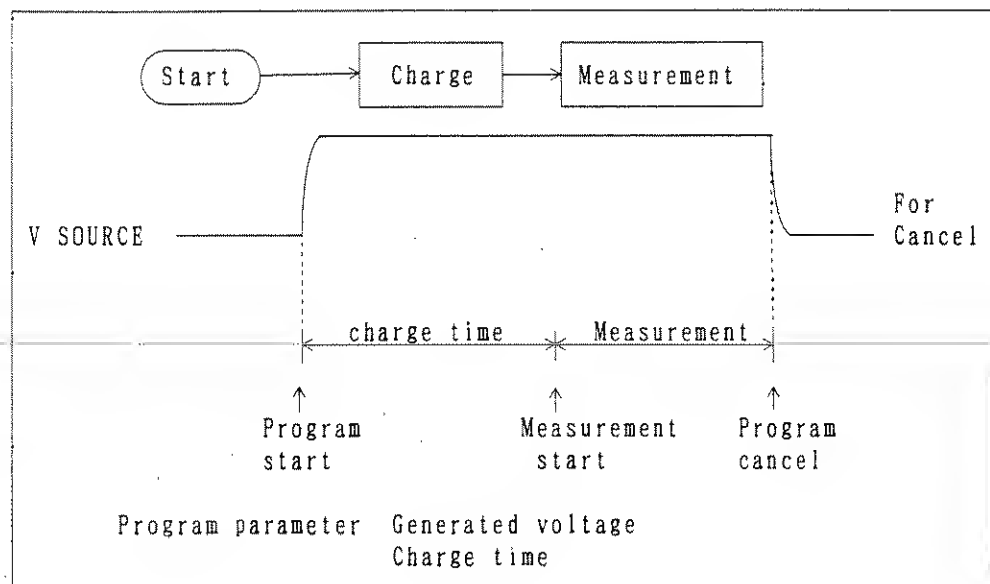 Start Charge Measurement
V SOURCE
For
Cancel
charge time Measurement
Program Measurement Program
start start cancel
Program parameter Generated voltage
Charge time